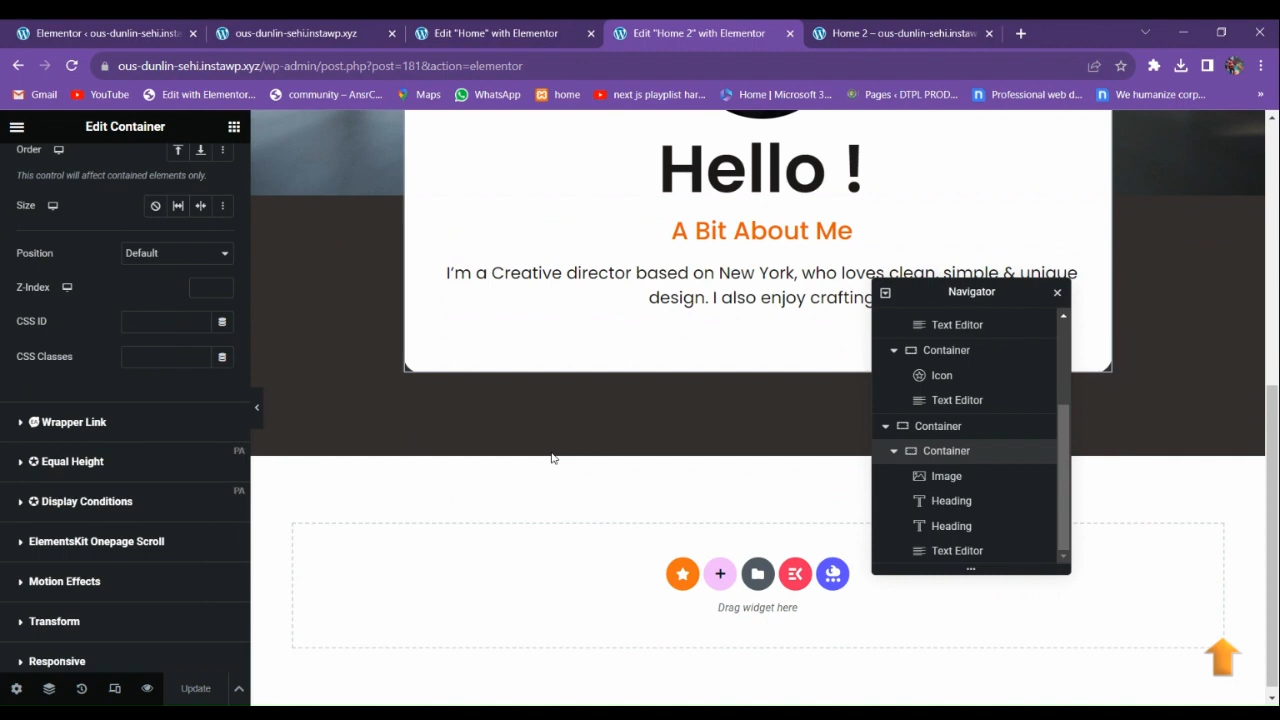 Elementor ‹ ous-dunlin-sehi.insta
ous-dunlin-sehi.instawp.xyz
Edit "Home" with Elementor
Edit "Home 2" with Elementor
Home 2 – ous-dunlin-sehi.instaw
ous-dunlin-sehi.instawp.xyz/wp-admin/post.php?post=181&action=elementor
Gmail
YouTube
Edit with Elementor...
community – AnsrC...
Maps
WhatsApp
home
next js playlist har...
Home | Microsoft 3...
Pages ‹ DTPL PROD...
Professional web d...
We humanize corp...
»
Edit Container
Order
This control will affect contained elements only.
Size
Position
Default
Z-Index
CSS ID
CSS Classes
Wrapper Link
PA
Equal Height
PA
Display Conditions
ElementsKit Onepage Scroll
Motion Effects
Transform
Responsive
Update
Hello !
A Bit About Me
I'm a Creative director based on New York, who loves clean, simple & unique
design. I also enjoy crafting
Navigator
Text Editor
Container
Icon
Text Editor
Container
Container
Image
Heading
Heading
Text Editor
Drag widget here